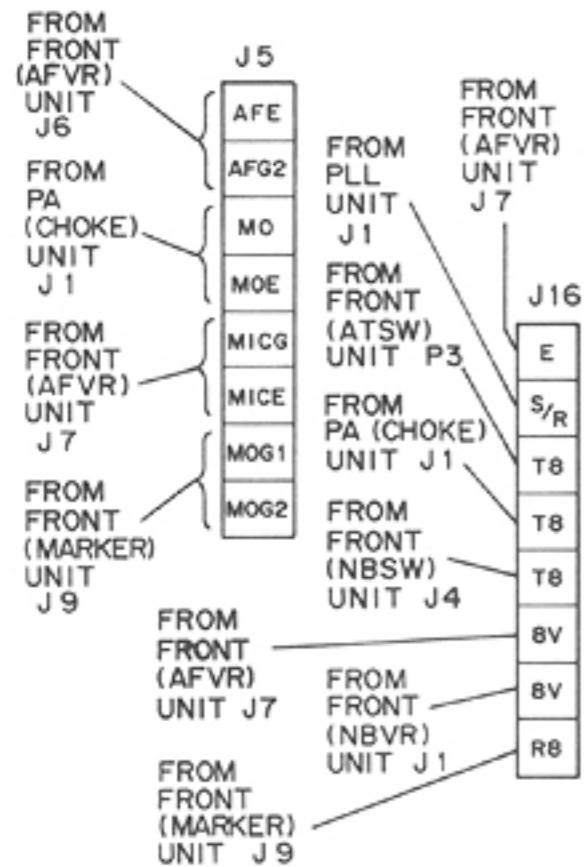 FROM
FRONT
(AFVR)
UNIT
J6
FROM
PA
(CHOKE)
UNIT
J1
FROM
FRONT
(AFVR)
UNIT
J7
FROM
FRONT
(MARKER)
UNIT
J9
J5
AFE
AFG2
MO
MOE
MICG
MICE
MOG1
MOG2
FROM
FRONT
(AFVR)
UNIT
J7
FROM
PLL
UNIT
J1
FROM
FRONT
(ATSW)
UNIT P3
FROM
PA (CHOKE)
UNIT J1
FROM
FRONT
(NBSW)
UNIT J4
FROM
FRONT
(AFVR)
UNIT J7
FROM
FRONT
(NBVR)
UNIT J1
FROM
FRONT
(MARKER)
UNIT J9
J16
E
S/R
T8
T8
T8
8V
8V
R8